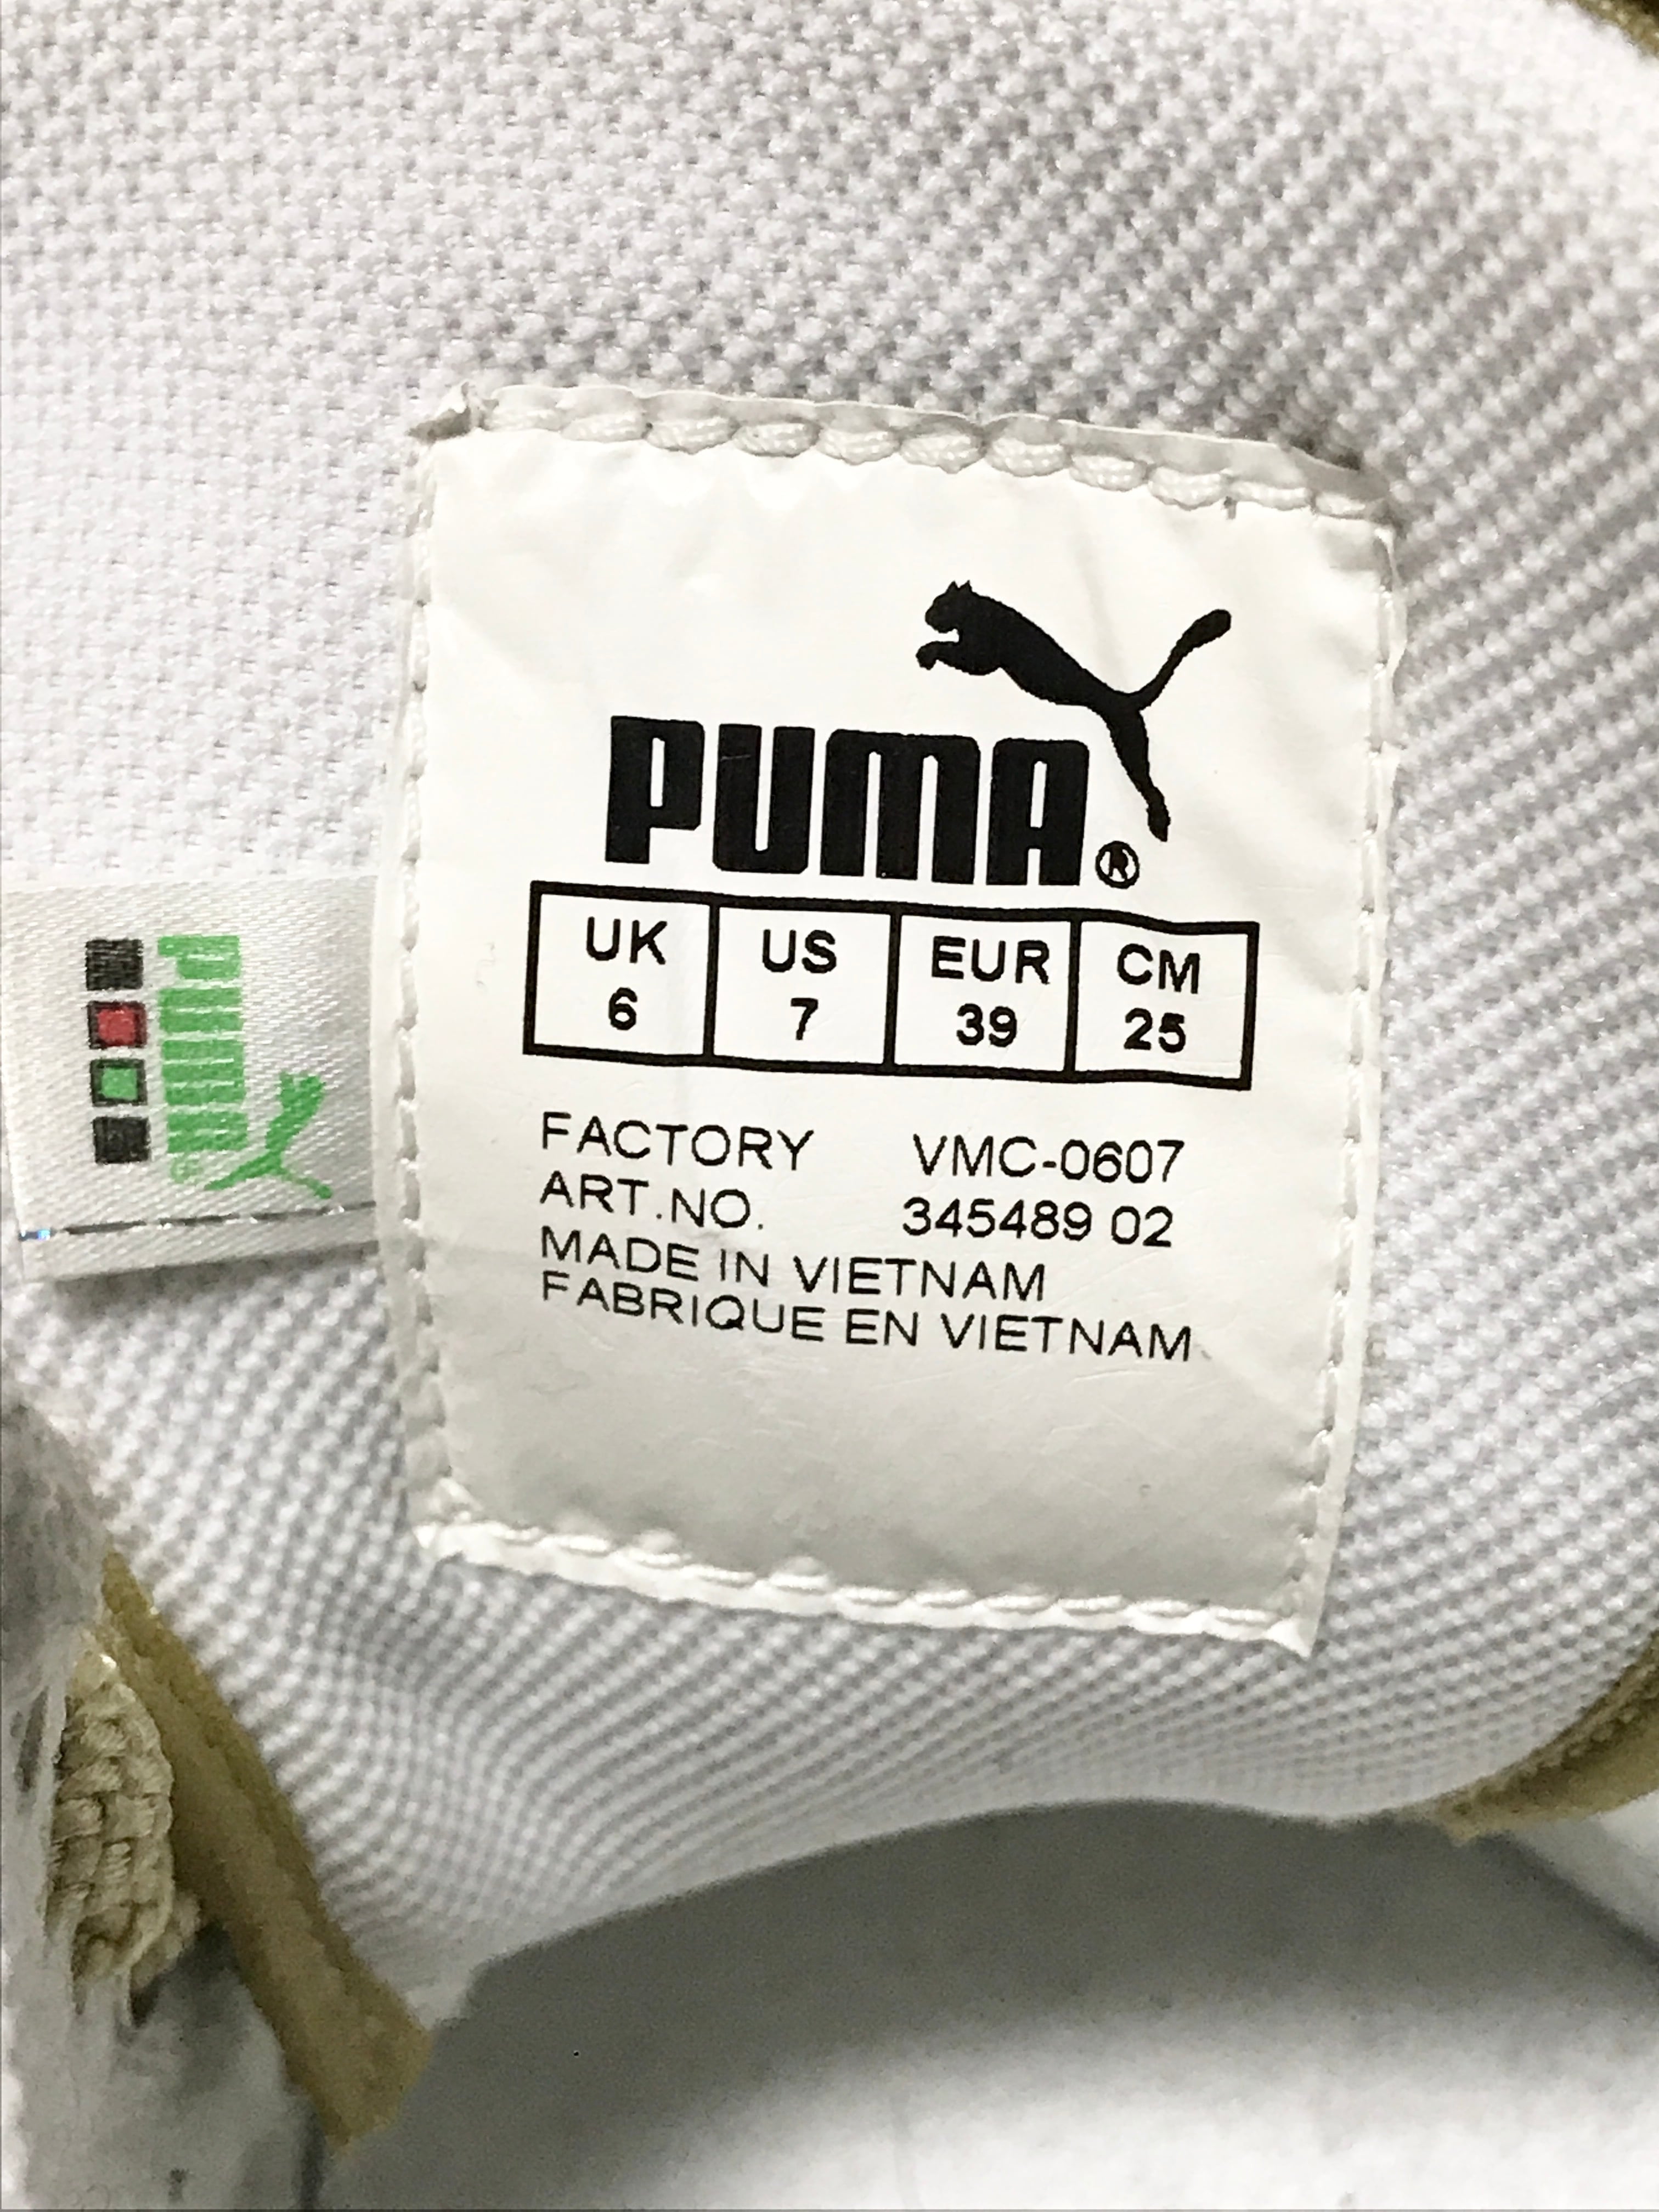 PUMA®
UK US EUR CM
6 7 39 25
FACTORY VMC-0607
ART.NO. 345489 02
MADE IN VIETNAM
FABRIQUE EN VIETNAM
PUMA®